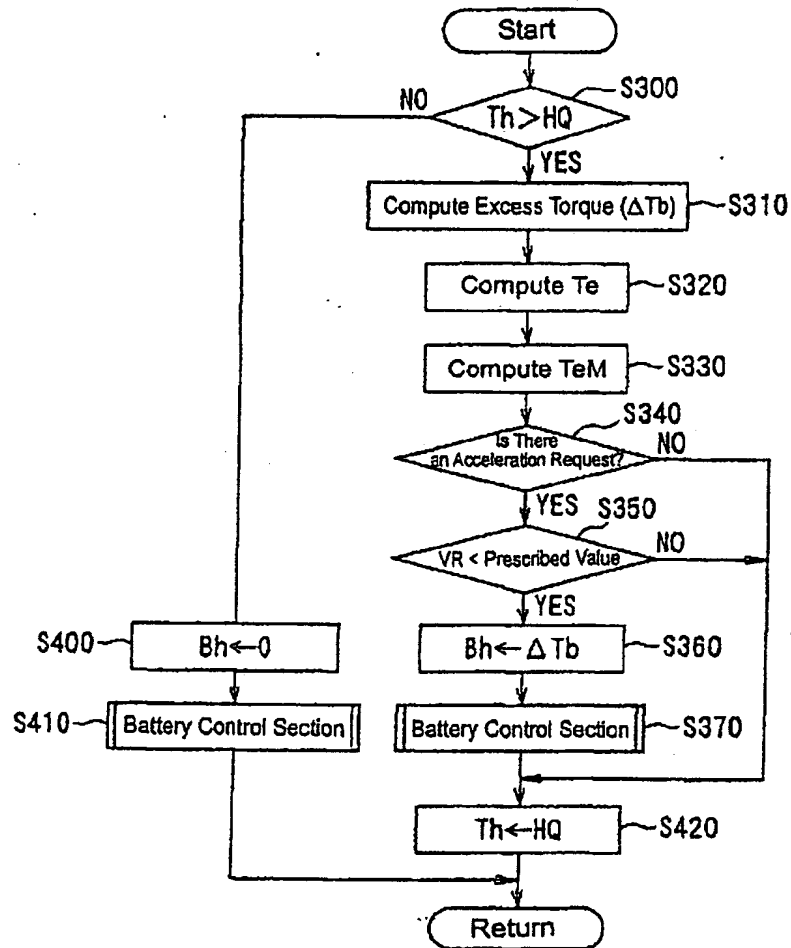 Start
S300
NO
Th>HQ
YES
Compute Excess Torque (ΔTb)
S310
Compute Te
S320
Compute TeM
S330
S340
Is There
an Acceleration Request?
NO
YES
S350
VR < Prescribed Value
NO
YES
S400
Bh←0
Bh←ΔTb
S360
S410
Battery Control Section
Battery Control Section
S370
Th←HQ
S420
Return